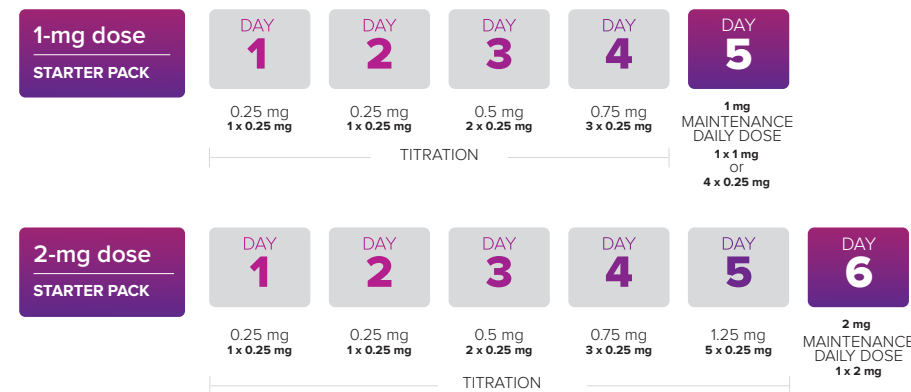 1-mg dose
STARTER PACK
DAY
1
DAY
2
DAY
3
DAY
4
DAY
5
0.25 mg
1 x 0.25 mg
0.25 mg
1 x 0.25 mg
0.5 mg
2 x 0.25 mg
0.75 mg
3 x 0.25 mg
1 mg
MAINTENANCE
DAILY DOSE
1 x 1 mg
or
4 x 0.25 mg
TITRATION
2-mg dose
STARTER PACK
DAY
1
DAY
2
DAY
3
DAY
4
DAY
5
DAY
6
0.25 mg
1 x 0.25 mg
0.25 mg
1 x 0.25 mg
0.5 mg
2 x 0.25 mg
0.75 mg
3 x 0.25 mg
1.25 mg
5 x 0.25 mg
2 mg
MAINTENANCE
DAILY DOSE
1 x 2 mg
TITRATION